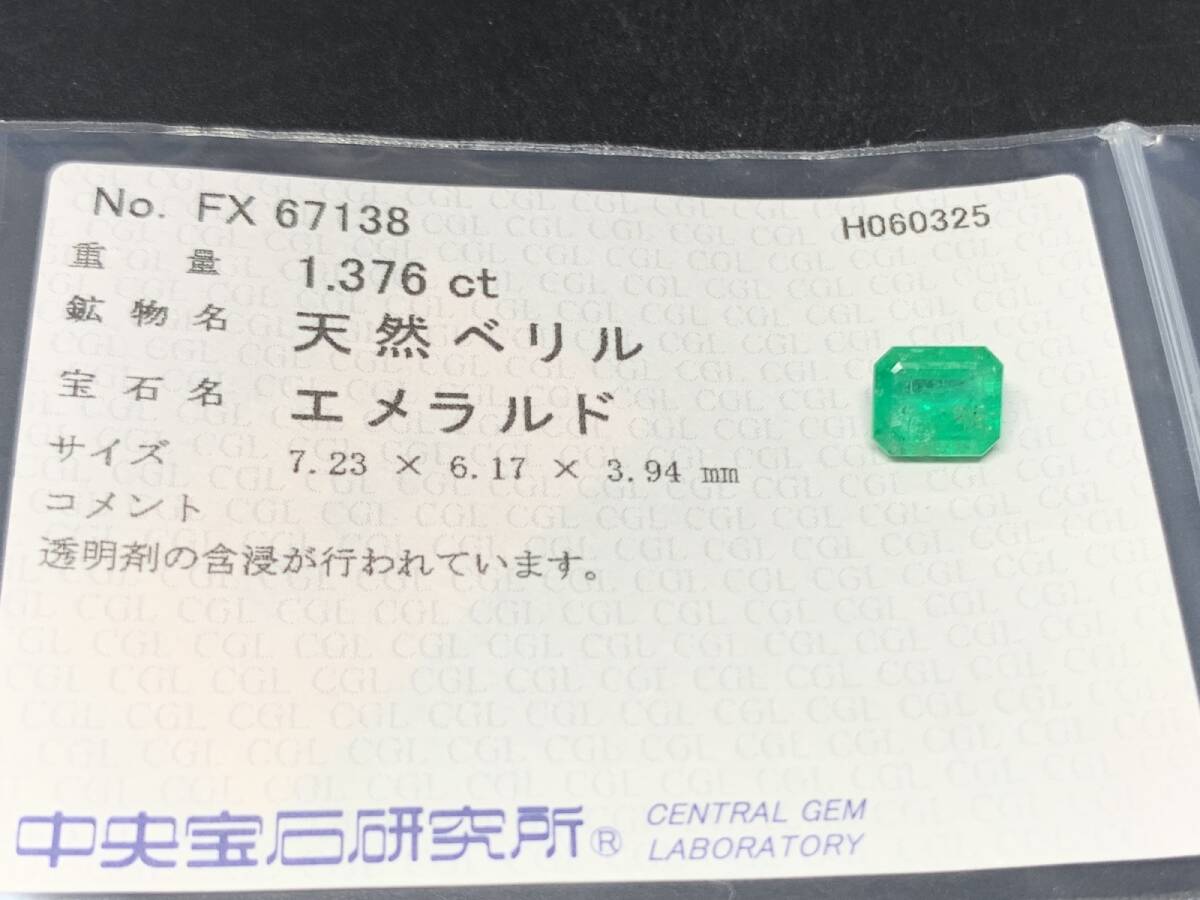 No. FX 67138
H060325
重量 1.376 ct
鉱物名 天然ベリル
宝石名 エメラルド
サイズ 7.23 × 6.17 × 3.94 mm
コメント
透明剤の含浸が行われています。
中央宝石研究所® CENTRAL GEM
LABORATORY